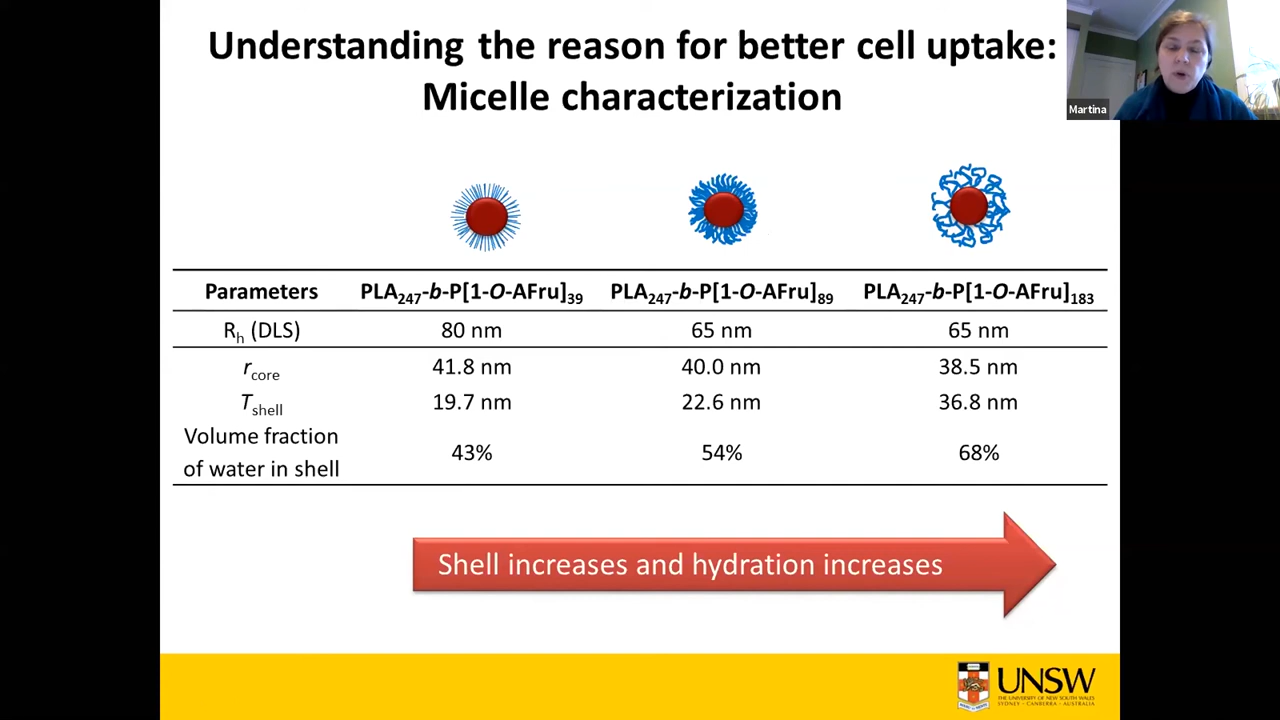 Understanding the reason for better cell uptake:
Micelle characterization
Martina
Parameters PLA247-b-P[1-O-AFru]39 PLA247-b-P[1-O-AFru]89 PLA247-b-P[1-O-AFru]183
Rh (DLS) 80 nm 65 nm 65 nm
rcore 41.8 nm 40.0 nm 38.5 nm
Tshell 19.7 nm 22.6 nm 36.8 nm
Volume fraction
of water in shell 43% 54% 68%
Shell increases and hydration increases
UNSW
THE UNIVERSITY OF NEW SOUTH WALES
SYDNEY · CANBERRA · AUSTRALIA